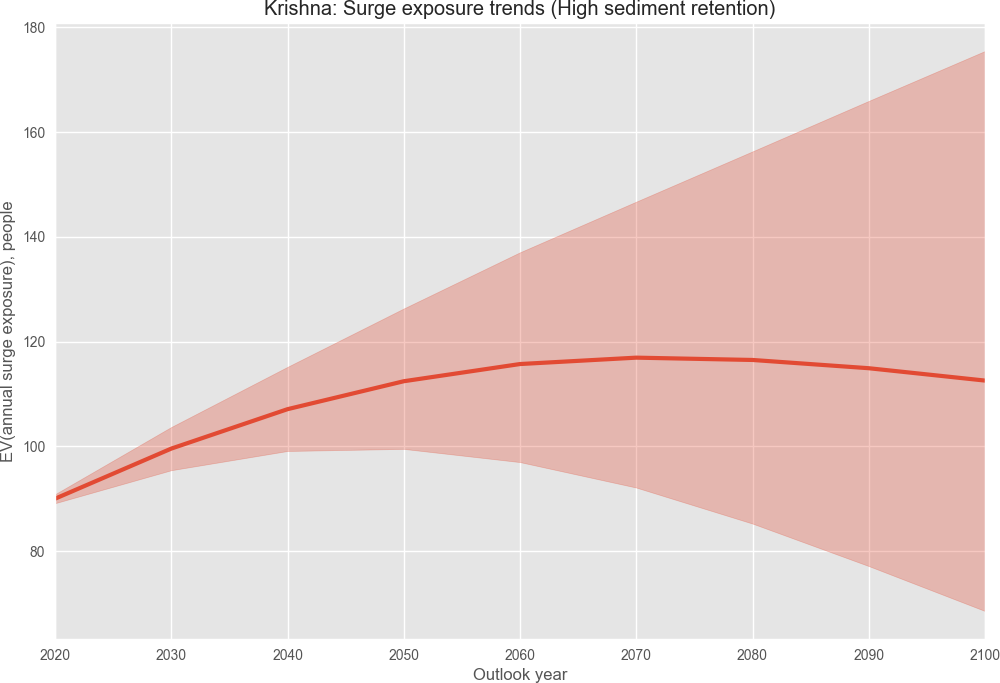 Krishna: Surge exposure trends (High sediment retention)
EV(annual surge exposure), people
180
160
140
120
100
80
2020 2030 2040 2050 2060 2070 2080 2090 2100
Outlook year